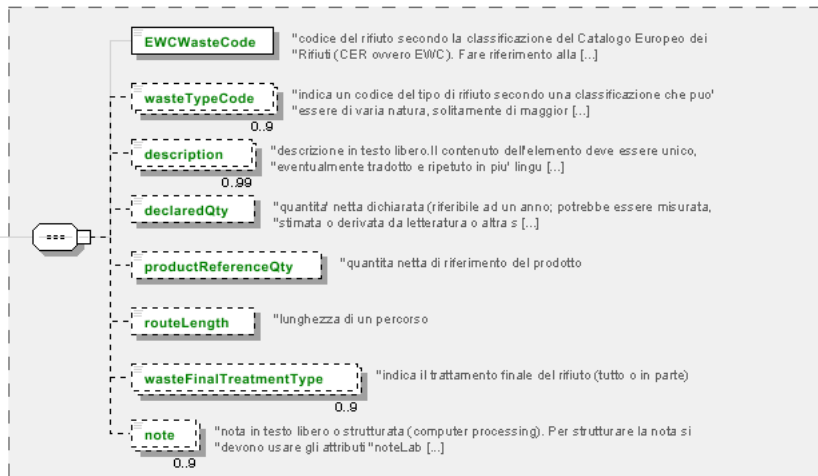 EWCWasteCode
"codice del rifiuto secondo la classificazione del Catalogo Europeo dei
"Rifiuti (CER ovvero EWC). Fare riferimento alla [...]
wasteTypeCode
"indica un codice del tipo di rifiuto secondo una classificazione che puo'
"essere di varia natura, solitamente di maggior [...]
0..9
description
"descrizione in testo libero.Il contenuto dell'elemento deve essere unico,
"eventualmente tradotto e ripetuto in piu' lingu [...]
0..99
declaredQty
"quantita' netta dichiarata (riferibile ad un anno; potrebbe essere misurata,
"stimata o derivata da letteratura o altra s [...]
productReferenceQty
"quantita netta di riferimento del prodotto
routeLength
"lunghezza di un percorso
wasteFinalTreatmentType
"indica il trattamento finale del rifiuto (tutto o in parte)
0..9
note
"nota in testo libero o strutturata (computer processing). Per strutturare la nota si
"devono usare gli attributi "noteLab [...]
0..9